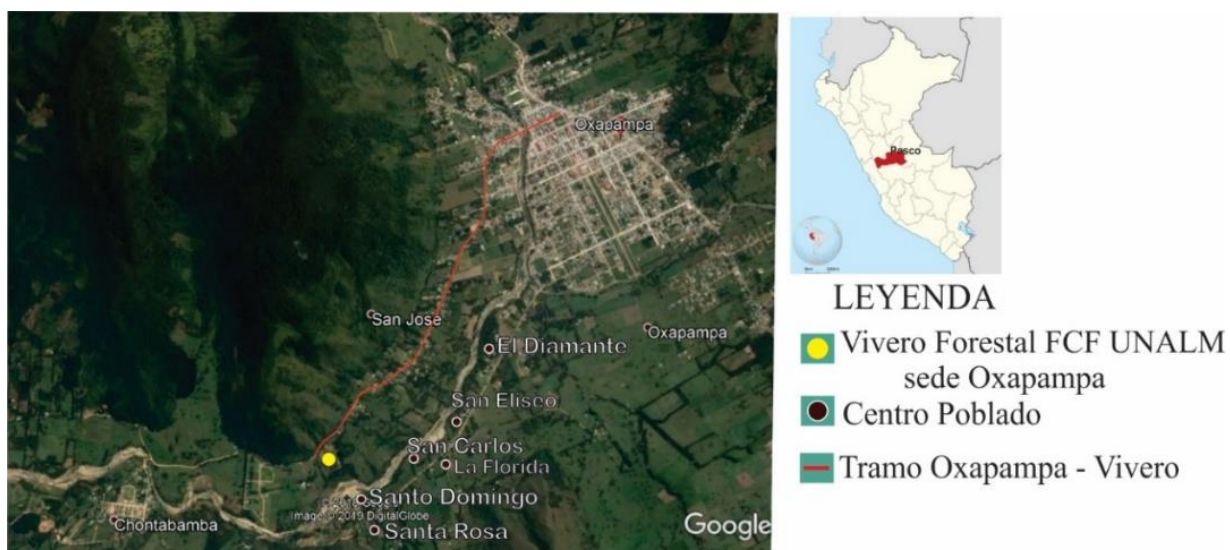 Oxapampa
San José
Oxapampa
El Diamante
San Eliseo
San Carlos
La Florida
Santo Domingo
Image © 2019 DigitalGlobe
Chontabamba
Santa Rosa
Google
Pasco
LEYENDA
Vivero Forestal FCF UNALM
sede Oxapampa
Centro Poblado
Tramo Oxapampa - Vivero